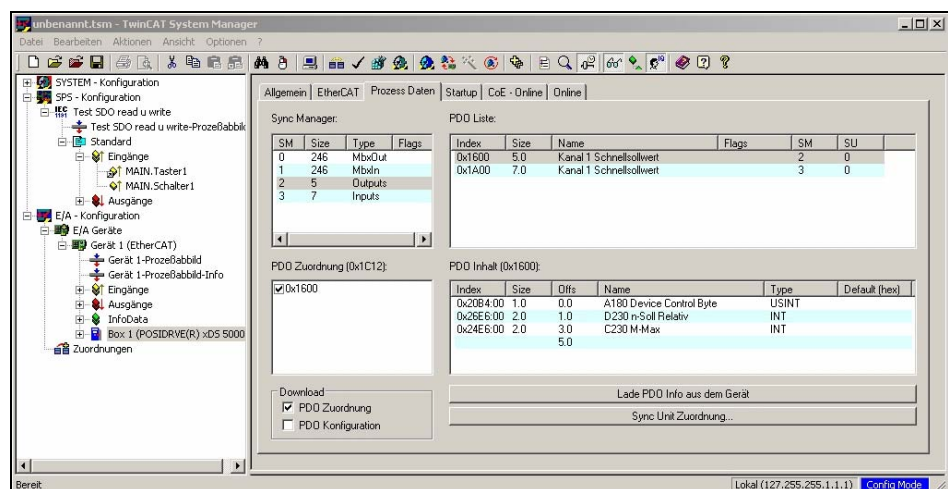 unbenannt.tsm - TwinCAT System Manager
Datei Bearbeiten Aktionen Ansicht Optionen ?
SYSTEM - Konfiguration
SPS - Konfiguration
IEC 1131 Test SDO read u write
Test SDO read u write-Prozeßabbik
Standard
Eingänge
MAIN.Taster1
MAIN.Schalter1
Ausgänge
E/A - Konfiguration
E/A Geräte
Gerät 1 (EtherCAT)
Gerät 1-Prozeßabbild
Gerät 1-Prozeßabbild-Info
Eingänge
Ausgänge
InfoData
Box 1 (POSIDRVE(R) xDS 5000
Zuordnungen
Allgemein EtherCAT Prozess Daten Startup CoE - Online Online
Sync Manager:
SM Size Type Flags
0 246 MbxOut
1 246 MbxIn
2 5 Outputs
3 7 Inputs
PDO Liste:
Index Size Name Flags SM SU
0x1600 5.0 Kanal 1 Schnellsollwert 2 0
0x1A00 7.0 Kanal 1 Schnellsollwert 3 0
PDO Zuordnung (0x1C12):
0x1600
PDO Inhalt (0x1600):
Index Size Offs Name Type Default (hex)
0x20B4:00 1.0 0.0 A180 Device Control Byte USINT
0x26E6:00 2.0 1.0 D230 n-Soll Relativ INT
0x24E6:00 2.0 3.0 C230 M-Max INT
5.0
Download
PDO Zuordnung
PDO Konfiguration
Lade PDO Info aus dem Gerät
Sync Unit Zuordnung...
Bereit
Lokal (127.255.255.1.1.1) Config Mode